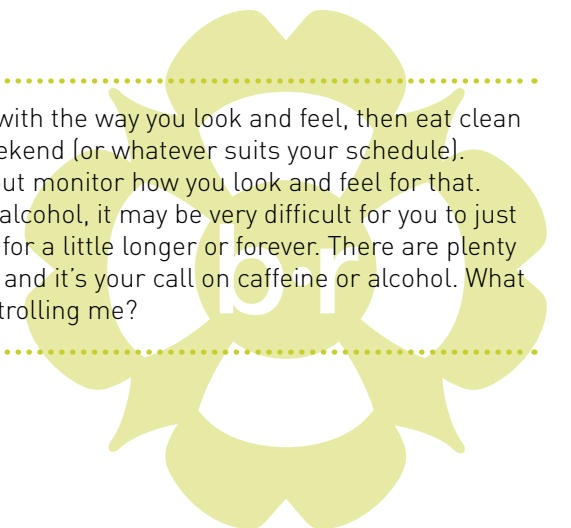 with the way you look and feel, then eat clean
ekend (or whatever suits your schedule).
ut monitor how you look and feel for that.
alcohol, it may be very difficult for you to just
for a little longer or forever. There are plenty
and it’s your call on caffeine or alcohol. What
trolling me?
br